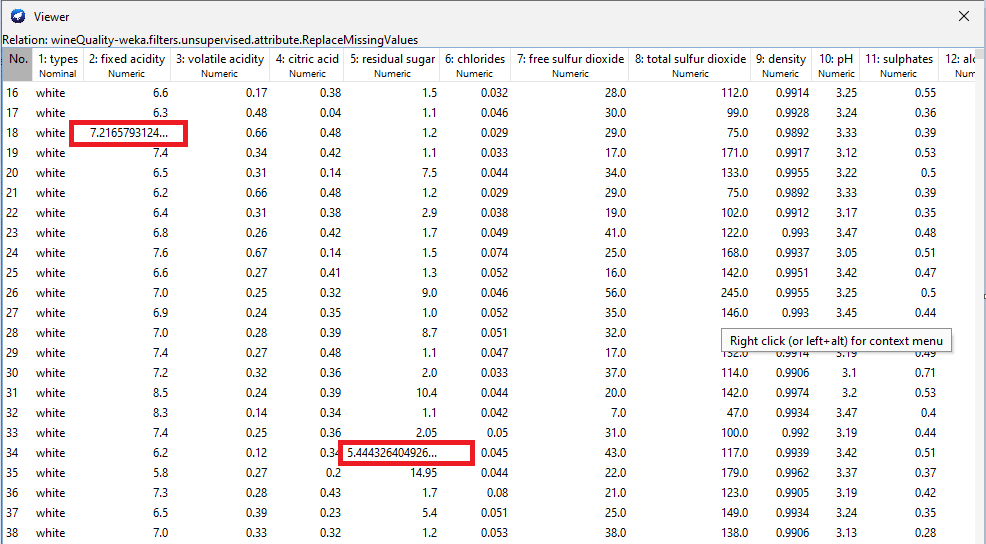 Viewer
Relation: wineQuality-weka.filters.unsupervised.attribute.ReplaceMissingValues
No. 1: types 2: fixed acidity 3: volatile acidity 4: citric acid 5: residual sugar 6: chlorides 7: free sulfur dioxide 8: total sulfur dioxide 9: density 10: pH 11: sulphates 12: alc
Nominal Numeric Numeric Numeric Numeric Numeric Numeric Numeric Numeric Numeric Numeric Num
16 white 6.6 0.17 0.38 1.5 0.032 28.0 112.0 0.9914 3.25 0.55
17 white 6.3 0.48 0.04 1.1 0.046 30.0 99.0 0.9928 3.24 0.36
18 white 7.2165793124... 0.66 0.48 1.2 0.029 29.0 75.0 0.9892 3.33 0.39
19 white 7.4 0.34 0.42 1.1 0.033 17.0 171.0 0.9917 3.12 0.53
20 white 6.5 0.31 0.14 7.5 0.044 34.0 133.0 0.9955 3.22 0.5
21 white 6.2 0.66 0.48 1.2 0.029 29.0 75.0 0.9892 3.33 0.39
22 white 6.4 0.31 0.38 2.9 0.038 19.0 102.0 0.9912 3.17 0.35
23 white 6.8 0.26 0.42 1.7 0.049 41.0 122.0 0.993 3.47 0.48
24 white 7.6 0.67 0.14 1.5 0.074 25.0 168.0 0.9937 3.05 0.51
25 white 6.6 0.27 0.41 1.3 0.052 16.0 142.0 0.9951 3.42 0.47
26 white 7.0 0.25 0.32 9.0 0.046 56.0 245.0 0.9955 3.25 0.5
27 white 6.9 0.24 0.35 1.0 0.052 35.0 146.0 0.993 3.45 0.44
28 white 7.0 0.28 0.39 8.7 0.051 32.0
Right click (or left+alt) for context menu
29 white 7.4 0.27 0.48 1.1 0.047 17.0 132.0 0.9914 3.19 0.49
30 white 7.2 0.32 0.36 2.0 0.033 37.0 114.0 0.9906 3.1 0.71
31 white 8.5 0.24 0.39 10.4 0.044 20.0 142.0 0.9974 3.2 0.53
32 white 8.3 0.14 0.34 1.1 0.042 7.0 47.0 0.9934 3.47 0.4
33 white 7.4 0.25 0.36 2.05 0.05 31.0 100.0 0.992 3.19 0.44
34 white 6.2 0.12 0.34 5.444326404926... 0.045 43.0 117.0 0.9939 3.42 0.51
35 white 5.8 0.27 0.2 14.95 0.044 22.0 179.0 0.9962 3.37 0.37
36 white 7.3 0.28 0.43 1.7 0.08 21.0 123.0 0.9905 3.19 0.42
37 white 6.5 0.39 0.23 5.4 0.051 25.0 149.0 0.9934 3.24 0.35
38 white 7.0 0.33 0.32 1.2 0.053 38.0 138.0 0.9906 3.13 0.28